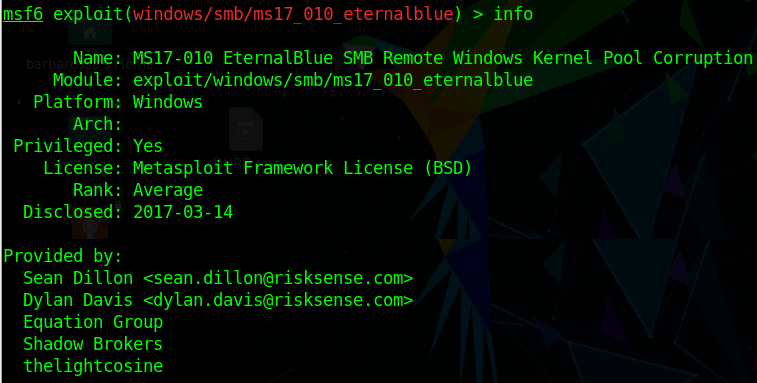 msf6 exploit(windows/smb/ms17_010_eternalblue) > info
Name: MS17-010 EternalBlue SMB Remote Windows Kernel Pool Corruption
Module: exploit/windows/smb/ms17_010_eternalblue
Platform: Windows
Arch:
Privileged: Yes
License: Metasploit Framework License (BSD)
Rank: Average
Disclosed: 2017-03-14
Provided by:
Sean Dillon <sean.dillon@risksense.com>
Dylan Davis <dylan.davis@risksense.com>
Equation Group
Shadow Brokers
thelightcosine